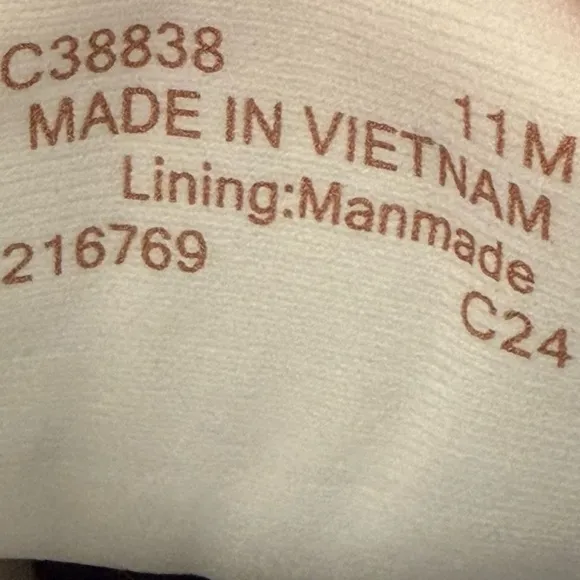 C38838 11M
MADE IN VIETNAM
Lining:Manmade
216769 C24